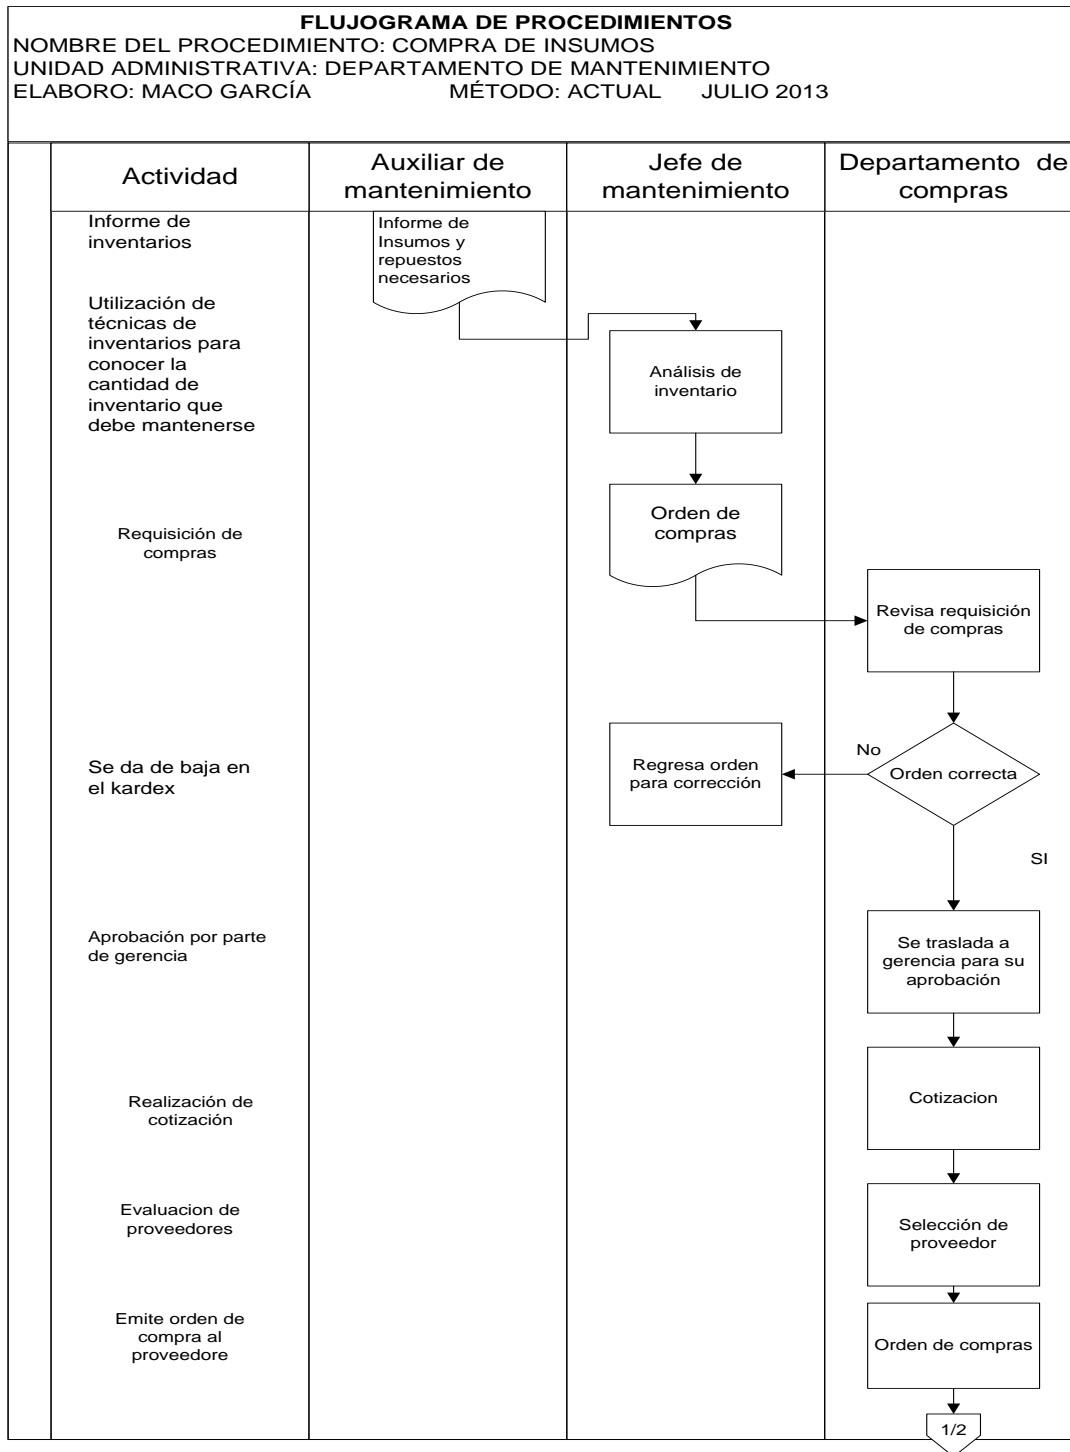 FLUJOGRAMA DE PROCEDIMIENTOS
NOMBRE DEL PROCEDIMIENTO: COMPRA DE INSUMOS
UNIDAD ADMINISTRATIVA: DEPARTAMENTO DE MANTENIMIENTO
ELABORO: MACO GARCÍA MÉTODO: ACTUAL JULIO 2013
Actividad
Auxiliar de
mantenimiento
Jefe de
mantenimiento
Departamento de
compras
Informe de
inventarios
Informe de
Insumos y
repuestos
necesarios
Utilización de
técnicas de
inventarios para
conocer la
cantidad de
inventario que
debe mantenerse
Análisis de
inventario
Requisición de
compras
Orden de
compras
Revisa requisición
de compras
Se da de baja en
el kardex
Regresa orden
para corrección
No
Orden correcta
SI
Aprobación por parte
de gerencia
Se traslada a
gerencia para su
aprobación
Realización de
cotización
Cotizacion
Evaluacion de
proveedores
Selección de
proveedor
Emite orden de
compra al
proveedore
Orden de compras
1/2